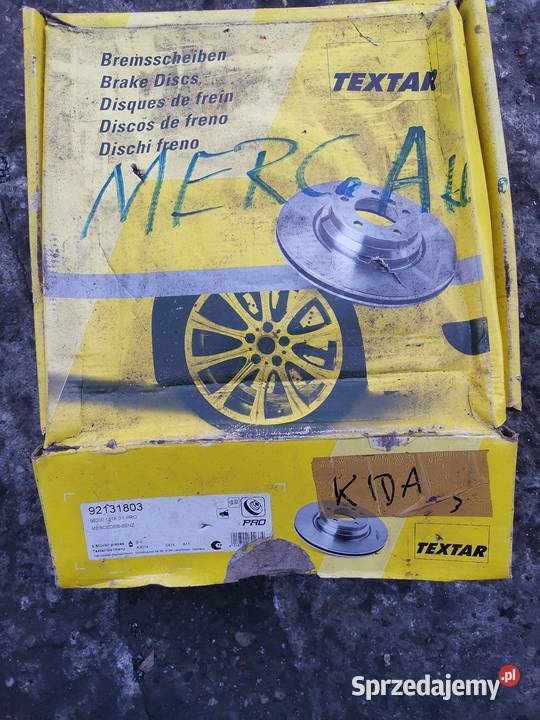 Bremsscheiben
Brake Discs
Disques de frein
Discos de freno
Dischi freno
TEXTAR
MERC A
92131803
PRO
MERCEDES-BENZ
PRO
KIDA
TEXTAR
Sprzedajemy.pl